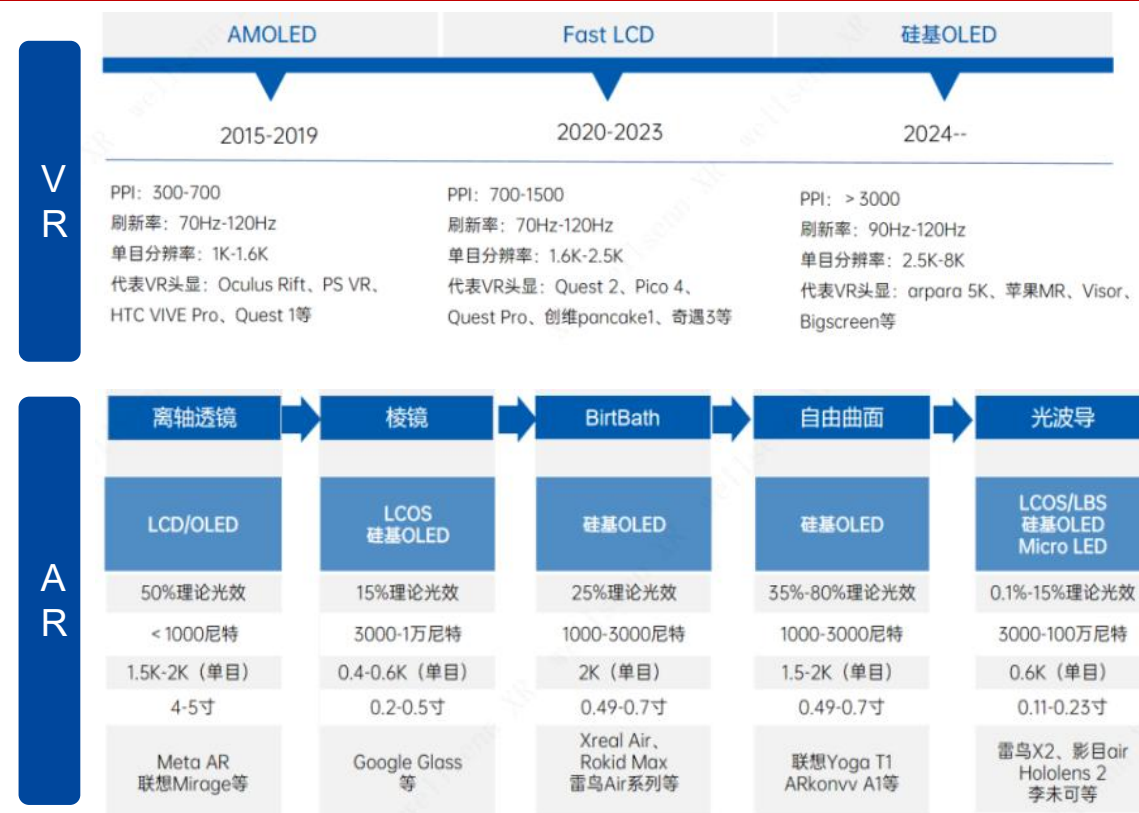 AMOLED
Fast LCD
硅基OLED
2015-2019
2020-2023
2024--
V
R
PPI：300-700
刷新率：70Hz-120Hz
单目分辨率：1K-1.6K
代表VR头显：Oculus Rift、PS VR、
HTC VIVE Pro、Quest 1等
PPI：700-1500
刷新率：70Hz-120Hz
单目分辨率：1.6K-2.5K
代表VR头显：Quest 2、Pico 4、
Quest Pro、创维pancake1、奇遇3等
PPI：＞3000
刷新率：90Hz-120Hz
单目分辨率：2.5K-8K
代表VR头显：arpara 5K、苹果MR、Visor、
Bigscreen等
A
R
离轴透镜
棱镜
BirtBath
自由曲面
光波导
LCD/OLED
LCOS
硅基OLED
硅基OLED
硅基OLED
LCOS/LBS
硅基OLED
Micro LED
50%理论光效
15%理论光效
25%理论光效
35%-80%理论光效
0.1%-15%理论光效
＜1000尼特
3000-1万尼特
1000-3000尼特
1000-3000尼特
3000-100万尼特
1.5K-2K（单目）
0.4-0.6K（单目）
2K（单目）
1.5-2K（单目）
0.6K（单目）
4-5寸
0.2-0.5寸
0.49-0.7寸
0.49-0.7寸
0.11-0.23寸
Meta AR
联想Mirage等
Google Glass
等
Xreal Air、
Rokid Max
雷鸟Air系列等
联想Yoga T1
ARkonvv A1等
雷鸟X2、影目air
Hololens 2
李未可等
wellsenn XR